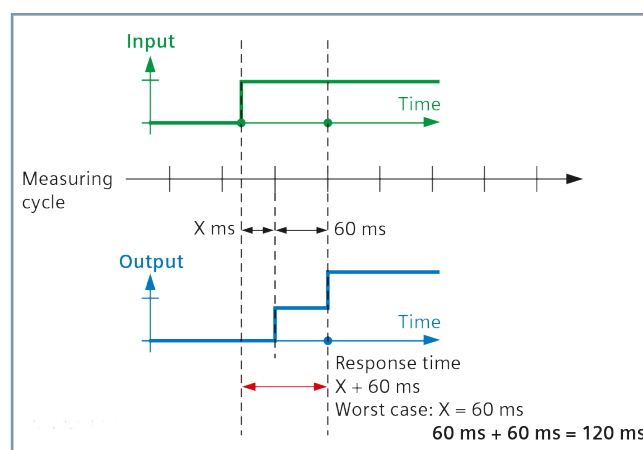 Input
Time
Measuring
cycle
X ms
60 ms
Output
Time
Response time
X + 60 ms
Worst case: X = 60 ms
60 ms + 60 ms = 120 ms